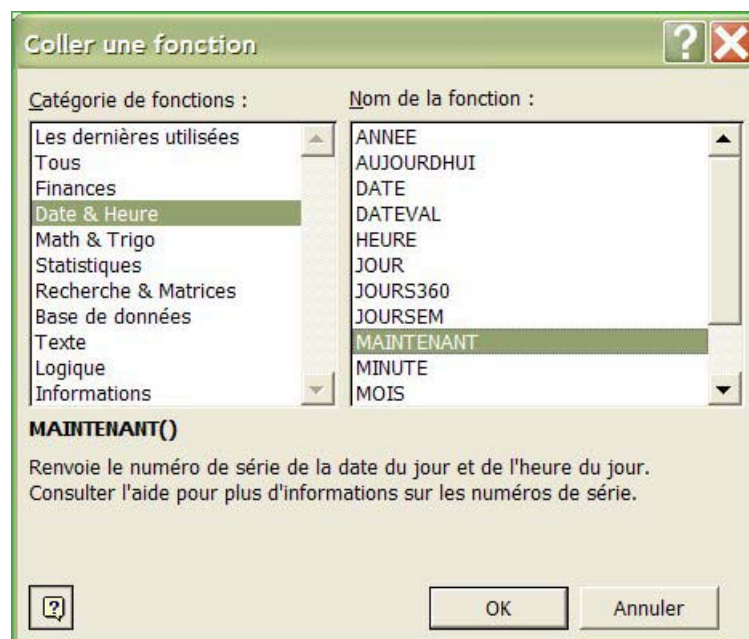 Coller une fonction
Catégorie de fonctions :
Les dernières utilisées
Tous
Finances
Date & Heure
Math & Trigo
Statistiques
Recherche & Matrices
Base de données
Texte
Logique
Informations
Nom de la fonction :
ANNEE
AUJOURDHUI
DATE
DATEVAL
HEURE
JOUR
JOURS360
JOURSEM
MAINTENANT
MINUTE
MOIS
MAINTENANT()
Renvoie le numéro de série de la date du jour et de l'heure du jour.
Consulter l'aide pour plus d'informations sur les numéros de série.
OK
Annuler